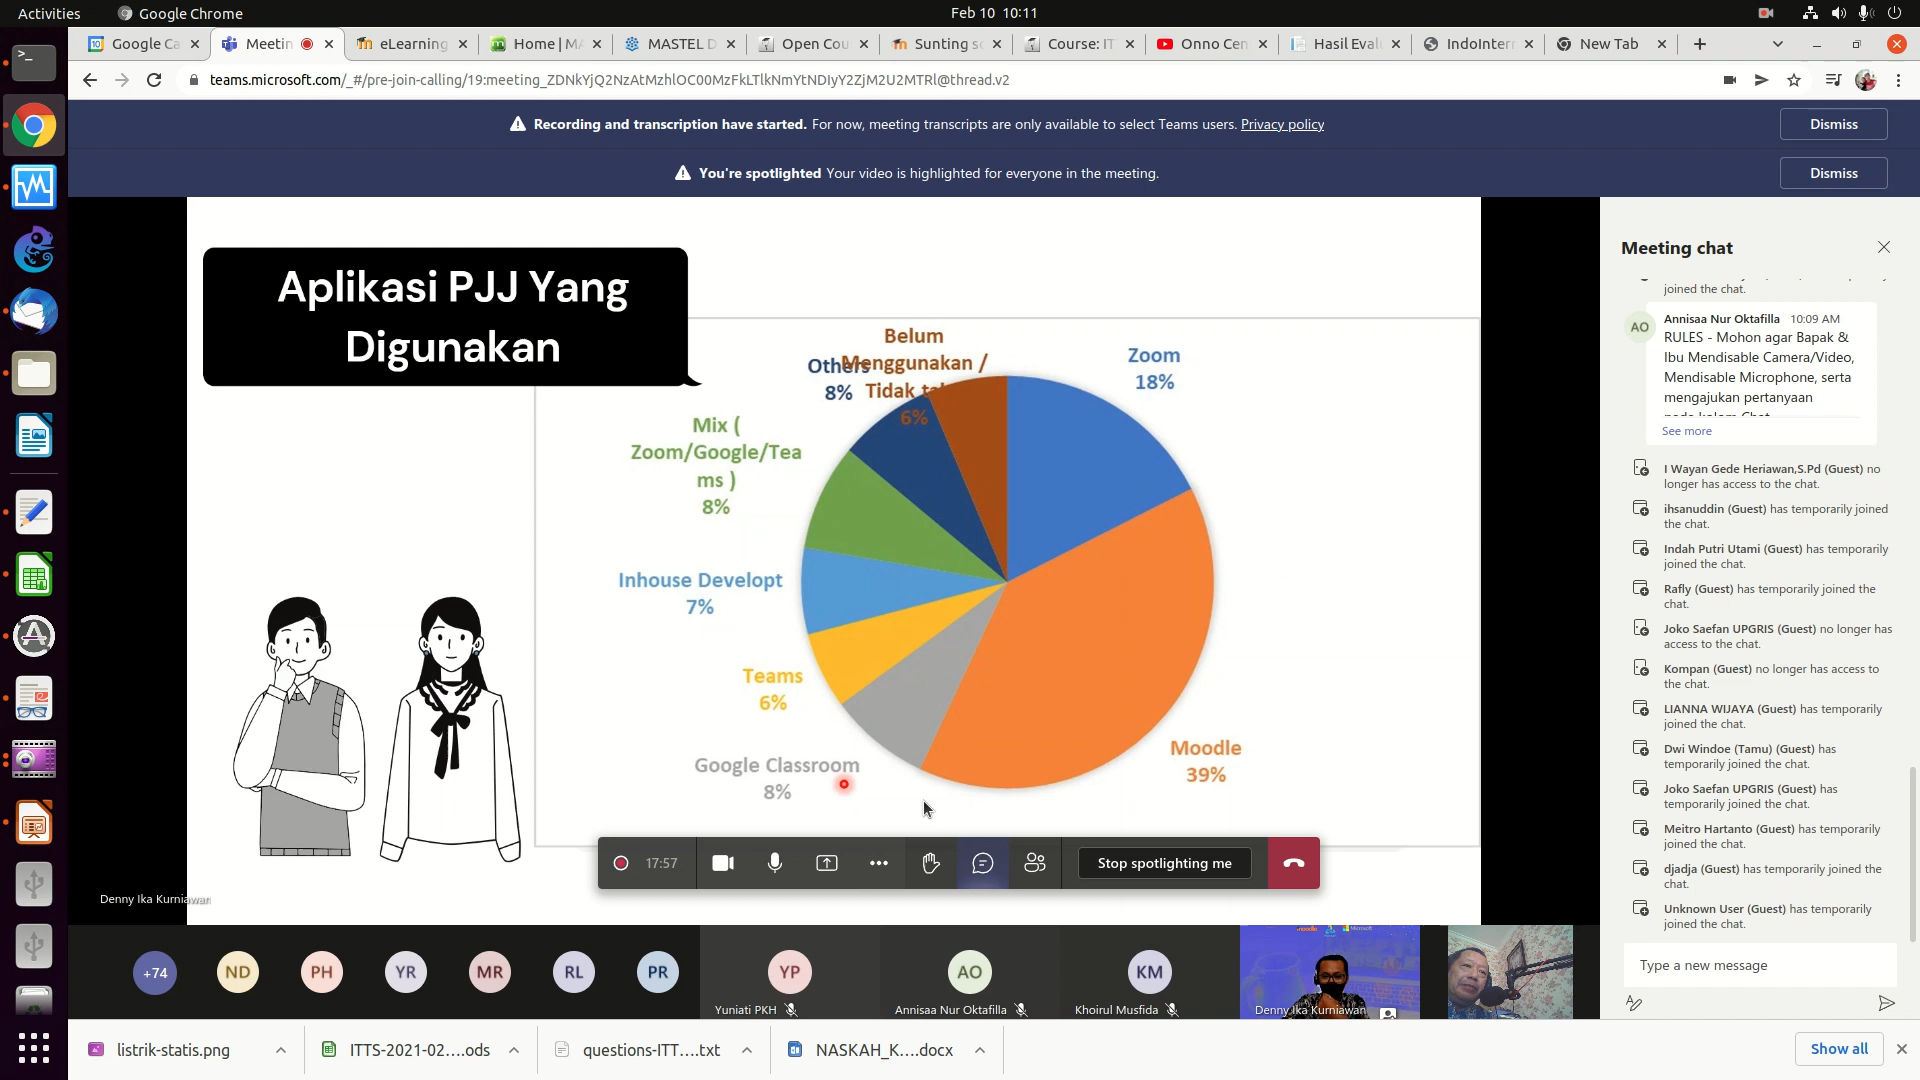 Activities
Google Chrome
Feb 10 10:11
Google Ca
Meetin
eLearning
Home | M
MASTEL D
Open Cou
Sunting s
Course: IT
Onno Cen
Hasil Eval
IndoInter
New Tab
teams.microsoft.com/_#/pre-join-calling/19:meeting_ZDNkYjQ2NzAtMzhlOC00MzFkLTlkNmYtNDIyY2ZjM2U2MTRl@thread.v2
Recording and transcription have started. For now, meeting transcripts are only available to select Teams users. Privacy policy
Dismiss
You're spotlighted Your video is highlighted for everyone in the meeting.
Dismiss
Aplikasi PJJ Yang
Digunakan
Belum
Menggunakan /
Tidak
6%
Others
8%
Zoom
18%
Mix (
Zoom/Google/Tea
ms )
8%
Inhouse Developt
7%
Teams
6%
Google Classroom
8%
Moodle
39%
17:57
Stop spotlighting me
Denny Ika Kurniawan
+74
ND
PH
YR
MR
RL
PR
YP
Yuniati PKH
AO
Annisaa Nur Oktafilla
KM
Khoirul Musfida
moodle
Microsoft
Denny Ika Kurniawan
Meeting chat
joined the chat.
AO
Annisaa Nur Oktafilla 10:09 AM
RULES - Mohon agar Bapak &
Ibu Mendisable Camera/Video,
Mendisable Microphone, serta
mengajukan pertanyaan
pada kolom Chat
See more
I Wayan Gede Heriawan,S.Pd (Guest) no
longer has access to the chat.
ihsanuddin (Guest) has temporarily joined
the chat.
Indah Putri Utami (Guest) has temporarily
joined the chat.
Rafly (Guest) has temporarily joined the
chat.
Joko Saefan UPGRIS (Guest) no longer has
access to the chat.
Kompan (Guest) no longer has access to
the chat.
LIANNA WIJAYA (Guest) has temporarily
joined the chat.
Dwi Windoe (Tamu) (Guest) has
temporarily joined the chat.
Joko Saefan UPGRIS (Guest) has
temporarily joined the chat.
Meitro Hartanto (Guest) has temporarily
joined the chat.
djadja (Guest) has temporarily joined the
chat.
Unknown User (Guest) has temporarily
joined the chat.
Type a new message
listrik-statis.png
ITTS-2021-02....ods
questions-ITT....txt
NASKAH_K....docx
Show all